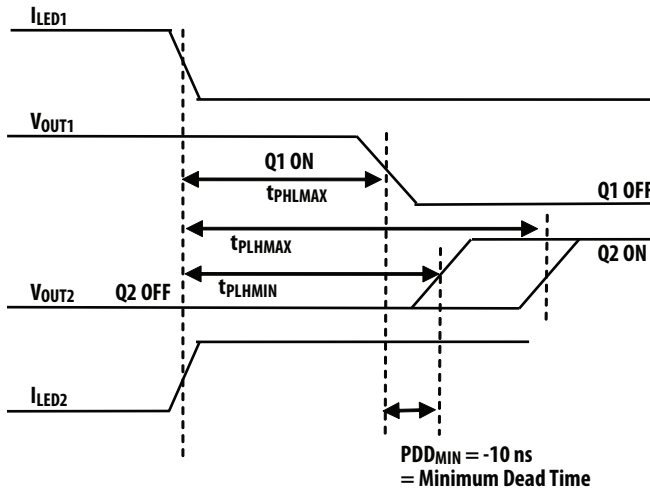 ILED1
VOUT1
Q1 ON
tPHLMAX
Q1 OFF
tPLHMAX
Q2 ON
tPLHMIN
VOUT2 Q2 OFF
ILED2
PDDMIN = -10 ns
= Minimum Dead Time